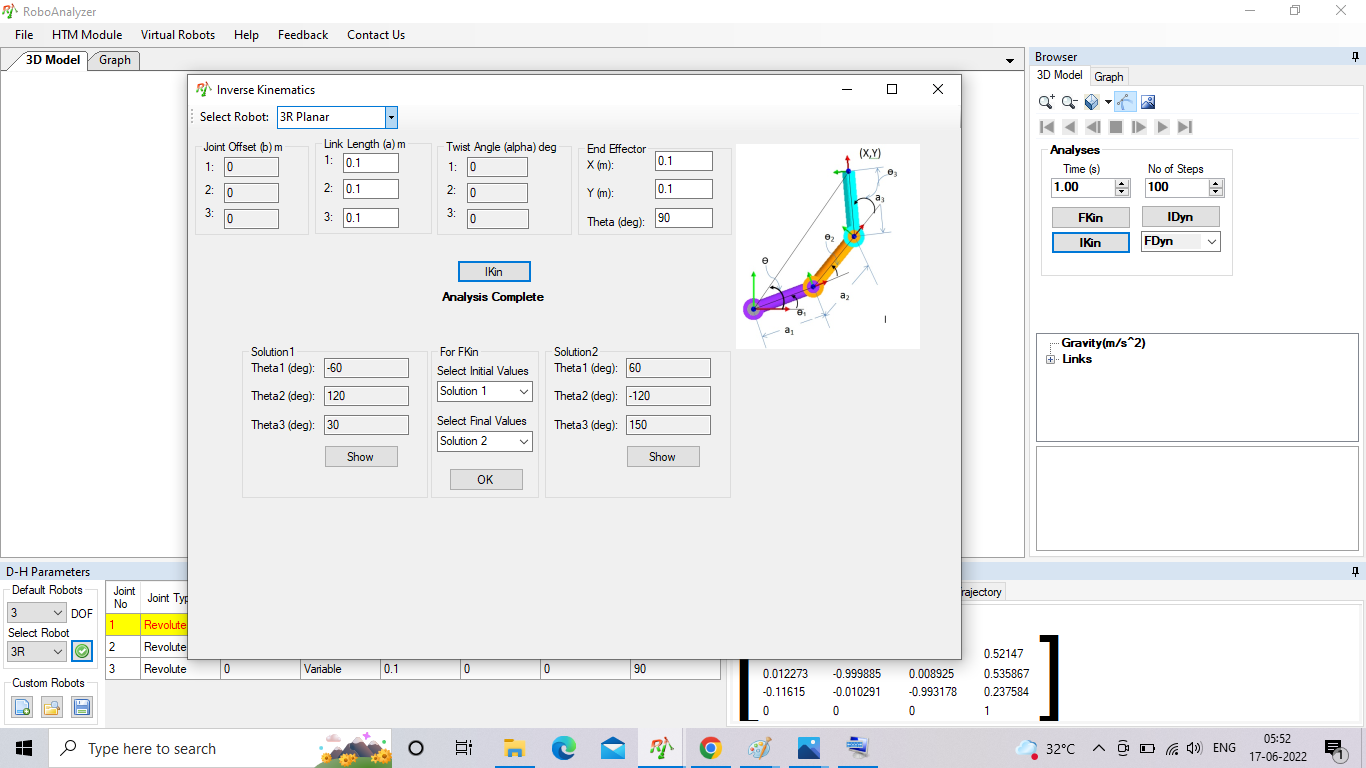 RoboAnalyzer
File HTM Module Virtual Robots Help Feedback Contact Us
3D Model Graph
Inverse Kinematics
Select Robot: 3R Planar
Joint Offset (b) m
1: 0
2: 0
3: 0
Link Length (a) m
1: 0.1
2: 0.1
3: 0.1
Twist Angle (alpha) deg
1: 0
2: 0
3: 0
End Effector
X (m): 0.1
Y (m): 0.1
Theta (deg): 90
IKin
Analysis Complete
(X,Y)
θ3
a3
θ2
θ
a2
θ1
a1
I
Solution1
Theta1 (deg): -60
Theta2 (deg): 120
Theta3 (deg): 30
Show
For FKin
Select Initial Values
Solution 1
Select Final Values
Solution 2
OK
Solution2
Theta1 (deg): 60
Theta2 (deg): -120
Theta3 (deg): 150
Show
Browser
3D Model Graph
Analyses
Time (s) No of Steps
1.00 100
FKin IDyn
IKin FDyn
Gravity(m/s^2)
Links
D-H Parameters
Default Robots
3 DOF
Select Robot
3R
Custom Robots
Joint No Joint Typ
1 Revolute
2 Revolute
3 Revolute 0 Variable 0.1 0 0 90
rajectory
0.52147
0.012273 -0.999885 0.008925 0.535867
-0.11615 -0.010291 -0.993178 0.237584
0 0 0 1
Type here to search
32°C ENG
05:52
17-06-2022
1